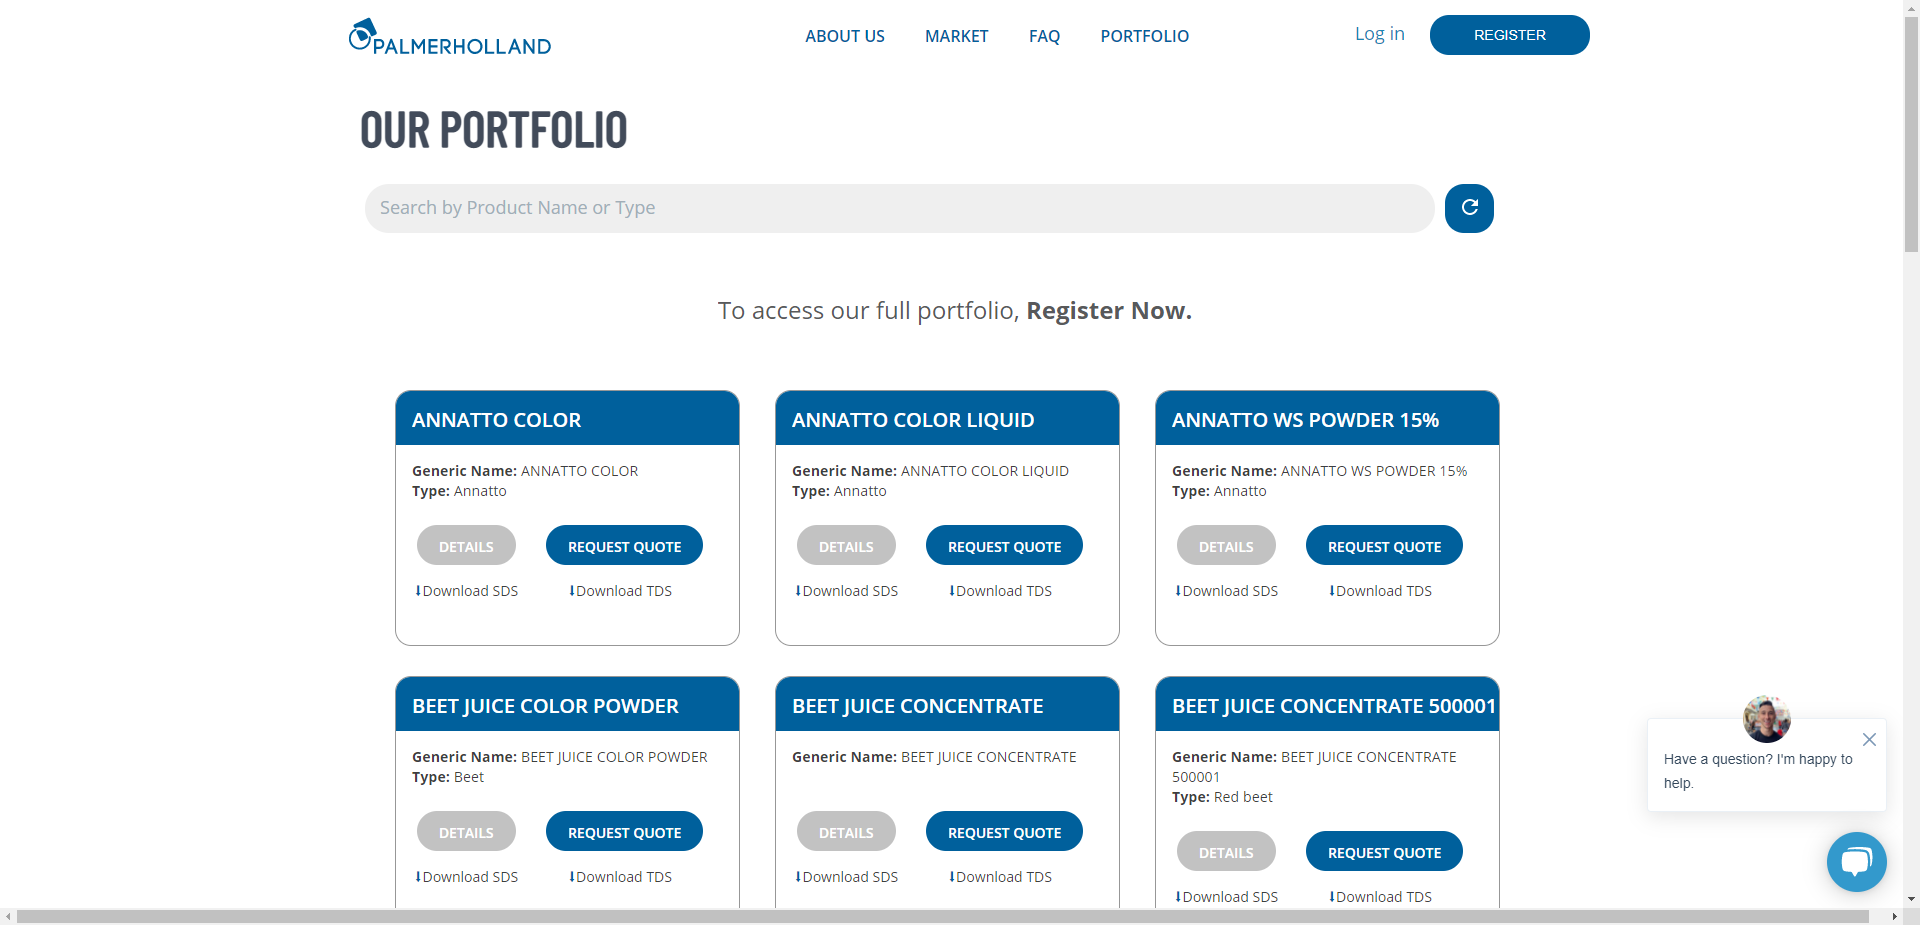 PALMERHOLLAND
ABOUT US MARKET FAQ PORTFOLIO
Log in REGISTER
OUR PORTFOLIO
Search by Product Name or Type
To access our full portfolio, Register Now.
ANNATTO COLOR
Generic Name: ANNATTO COLOR
Type: Annatto
DETAILS REQUEST QUOTE
Download SDS Download TDS
ANNATTO COLOR LIQUID
Generic Name: ANNATTO COLOR LIQUID
Type: Annatto
DETAILS REQUEST QUOTE
Download SDS Download TDS
ANNATTO WS POWDER 15%
Generic Name: ANNATTO WS POWDER 15%
Type: Annatto
DETAILS REQUEST QUOTE
Download SDS Download TDS
BEET JUICE COLOR POWDER
Generic Name: BEET JUICE COLOR POWDER
Type: Beet
DETAILS REQUEST QUOTE
Download SDS Download TDS
BEET JUICE CONCENTRATE
Generic Name: BEET JUICE CONCENTRATE
DETAILS REQUEST QUOTE
Download SDS Download TDS
BEET JUICE CONCENTRATE 500001
Generic Name: BEET JUICE CONCENTRATE
500001
Type: Red beet
DETAILS REQUEST QUOTE
Download SDS Download TDS
Have a question? I'm happy to
help.